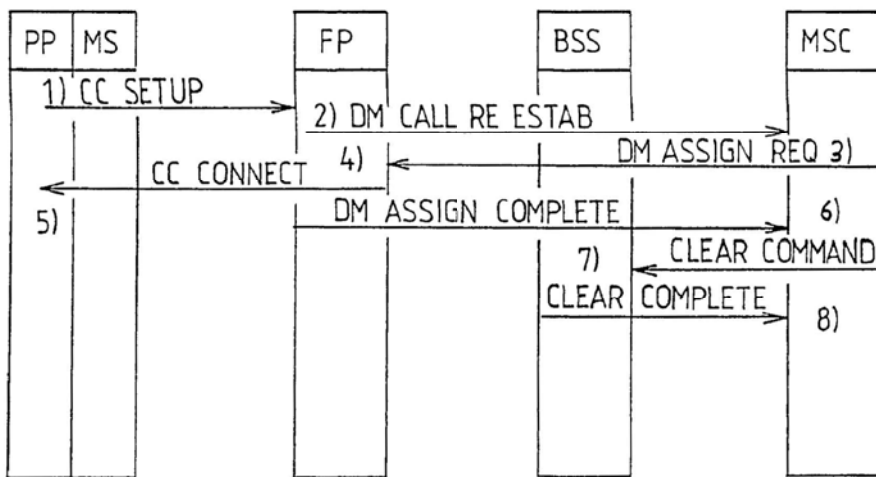 PP MS FP BSS MSC
1) CC SETUP
2) DM CALL RE ESTAB
DM ASSIGN REQ 3)
4)
CC CONNECT
5)
DM ASSIGN COMPLETE
6)
CLEAR COMMAND
7)
CLEAR COMPLETE
8)